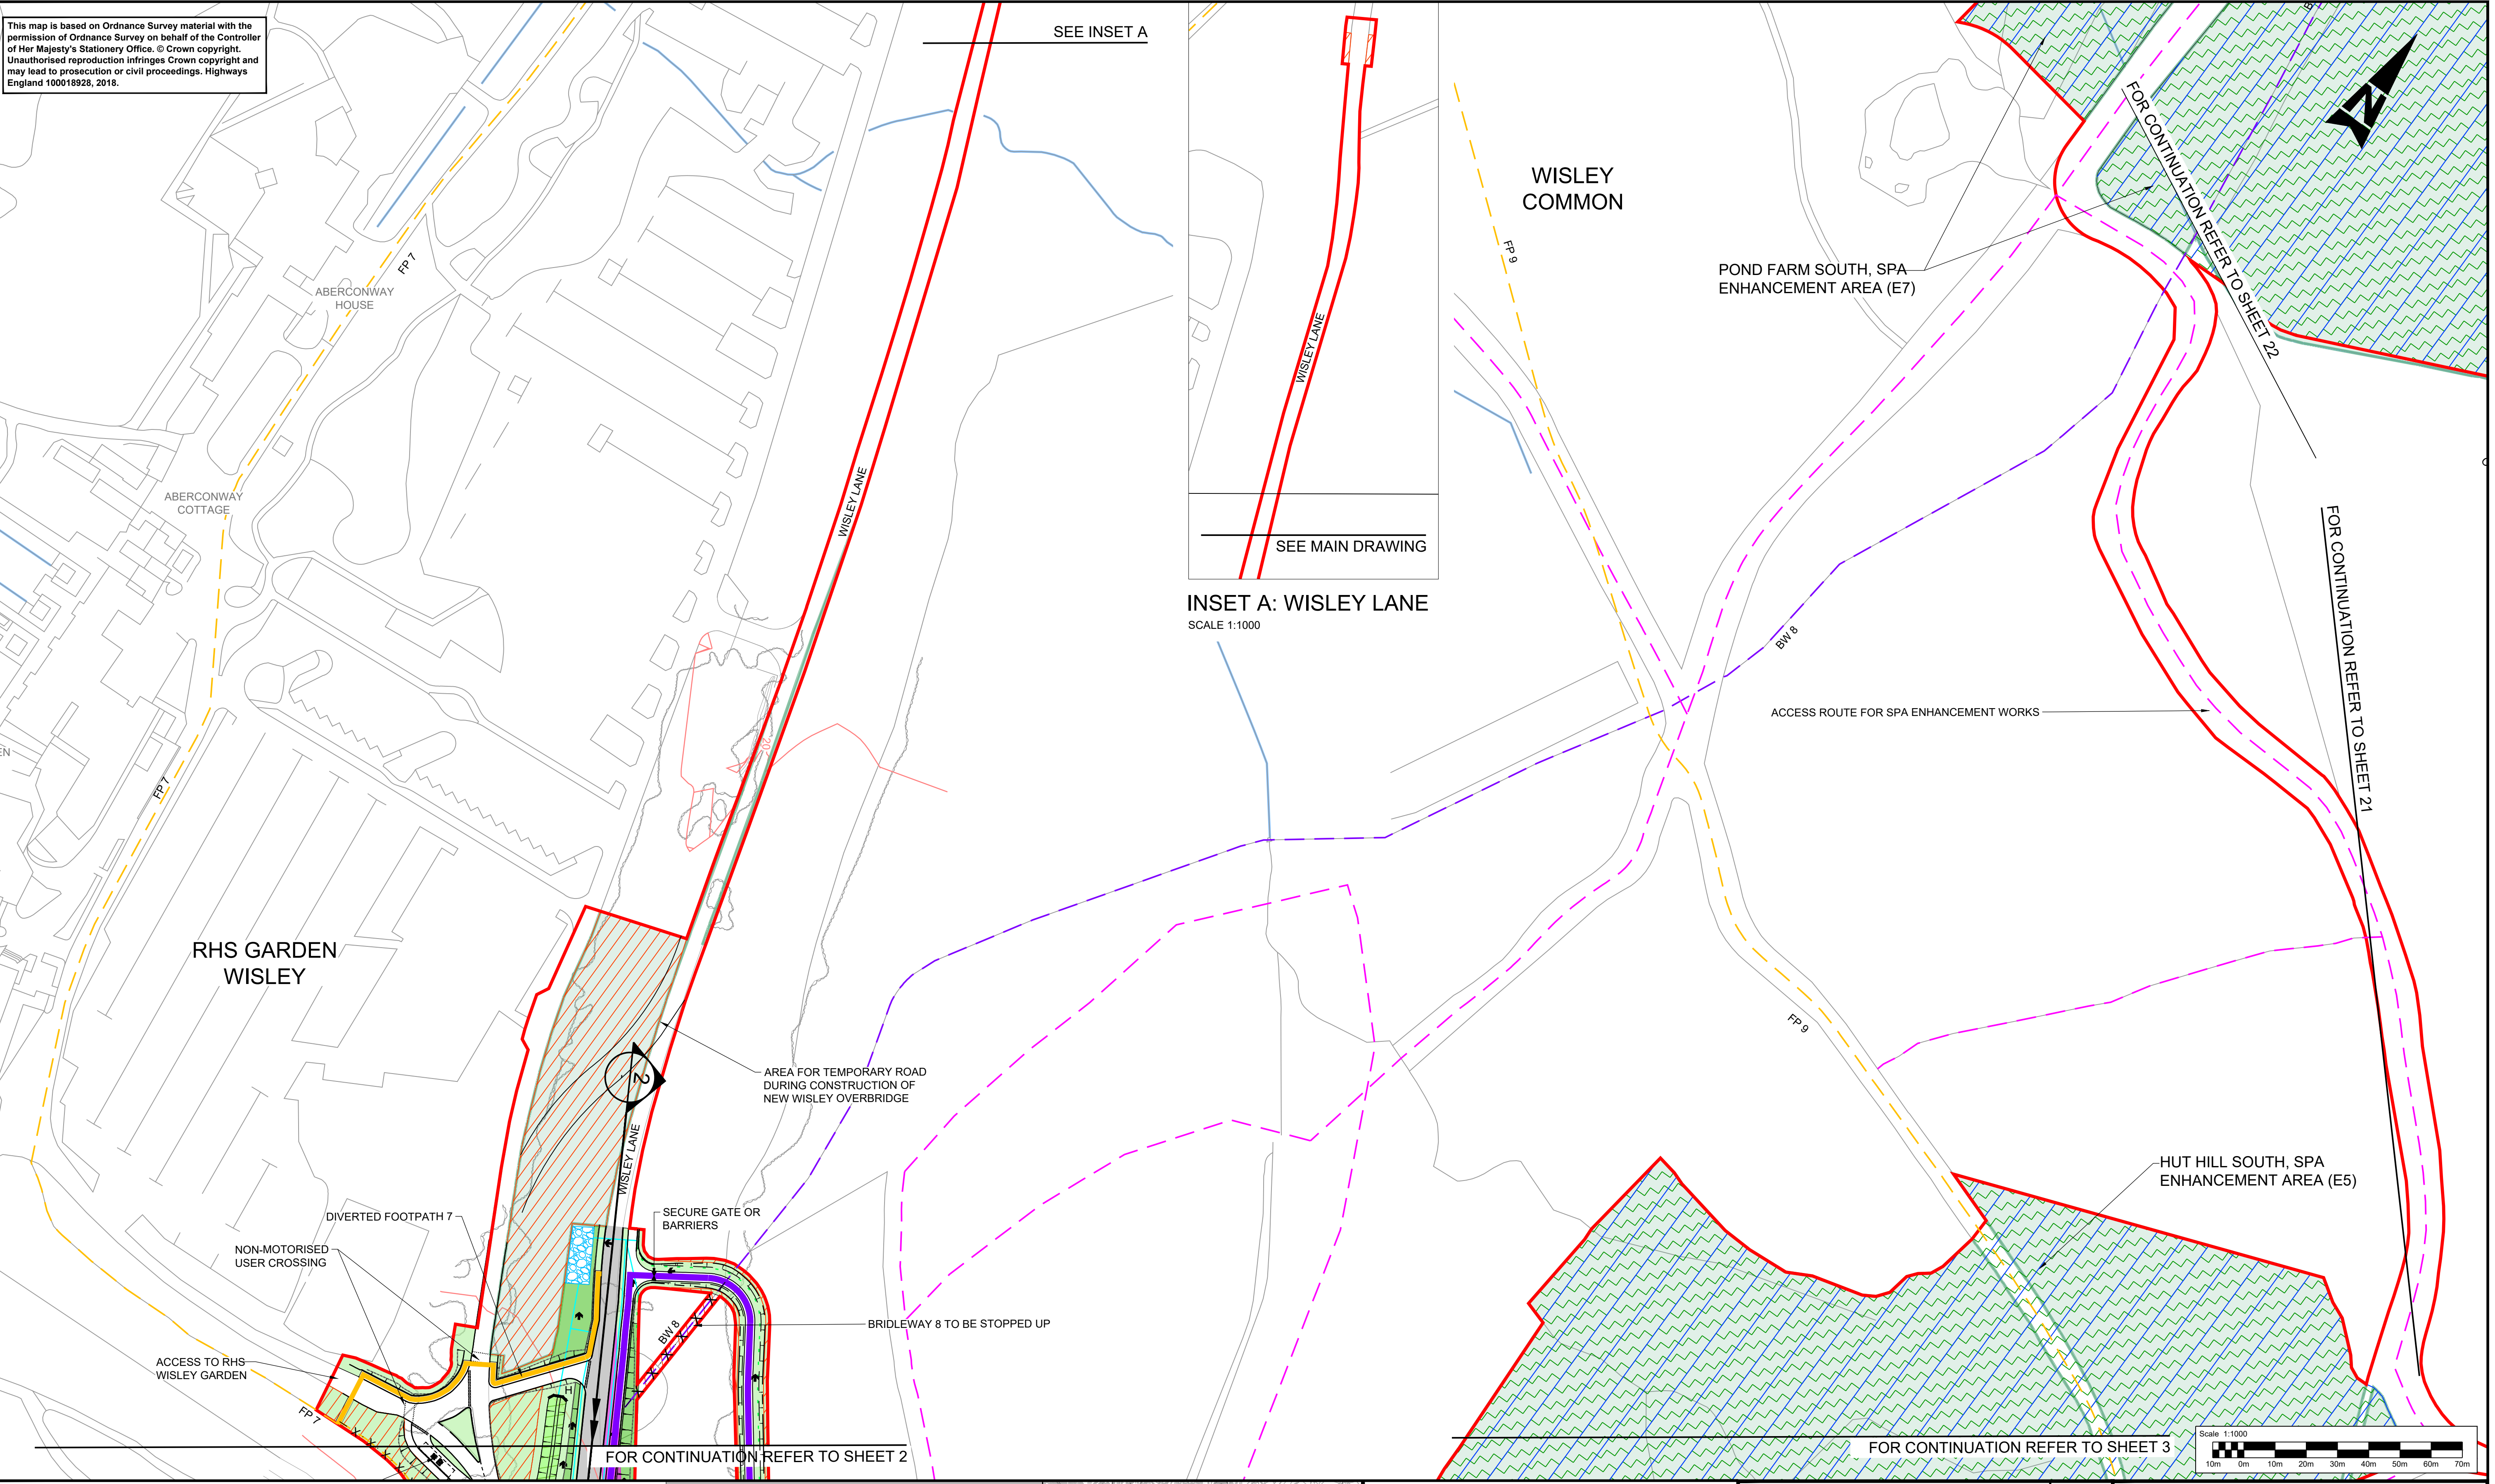 This map is based on Ordnance Survey material with the
permission of Ordnance Survey on behalf of the Controller
of Her Majesty's Stationery Office. © Crown copyright.
Unauthorised reproduction infringes Crown copyright and
may lead to prosecution or civil proceedings. Highways
England 100018928, 2018.
SEE INSET A
FP 7
ABERCONWAY
HOUSE
ABERCONWAY
COTTAGE
WISLEY LANE
EN
FP 7
20
RHS GARDEN
WISLEY
AREA FOR TEMPORARY ROAD
DURING CONSTRUCTION OF
NEW WISLEY OVERBRIDGE
2
WISLEY LANE
DIVERTED FOOTPATH 7
SECURE GATE OR
BARRIERS
NON-MOTORISED
USER CROSSING
BW 8
BRIDLEWAY 8 TO BE STOPPED UP
ACCESS TO RHS
WISLEY GARDEN
H
FP 7
FOR CONTINUATION REFER TO SHEET 2
WISLEY LANE
SEE MAIN DRAWING
INSET A: WISLEY LANE
SCALE 1:1000
WISLEY
COMMON
FP 9
N
POND FARM SOUTH, SPA
ENHANCEMENT AREA (E7)
FOR CONTINUATION REFER TO SHEET 22
BW 8
ACCESS ROUTE FOR SPA ENHANCEMENT WORKS
FOR CONTINUATION REFER TO SHEET 21
FP 9
HUT HILL SOUTH, SPA
ENHANCEMENT AREA (E5)
FOR CONTINUATION REFER TO SHEET 3
Scale 1:1000
10m 0m 10m 20m 30m 40m 50m 60m 70m